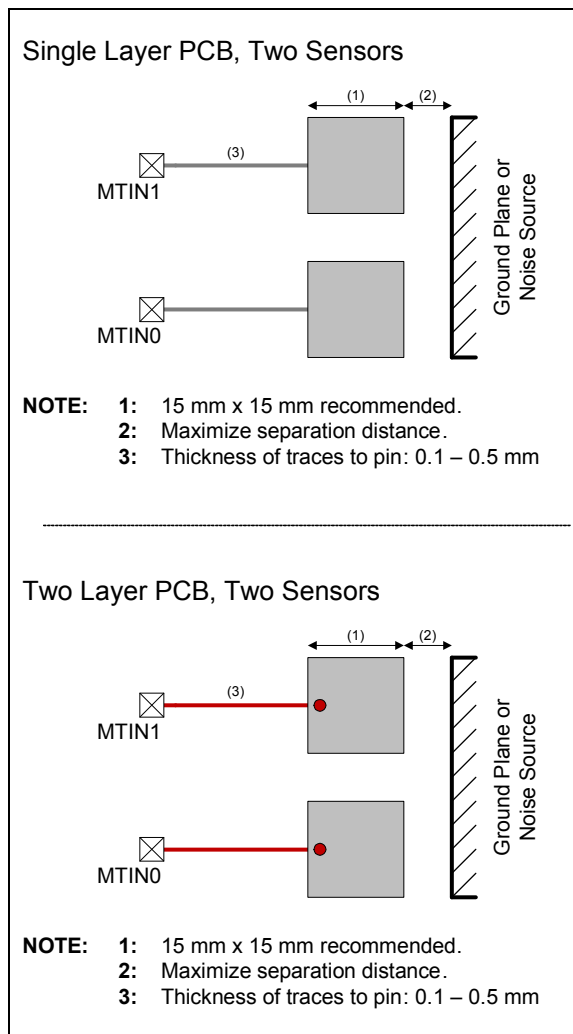 Single Layer PCB, Two Sensors
(1)
(2)
(3)
MTIN1
MTIN0
Ground Plane or
Noise Source
NOTE: 1: 15 mm x 15 mm recommended.
2: Maximize separation distance.
3: Thickness of traces to pin: 0.1 – 0.5 mm
Two Layer PCB, Two Sensors
(1)
(2)
(3)
MTIN1
MTIN0
Ground Plane or
Noise Source
NOTE: 1: 15 mm x 15 mm recommended.
2: Maximize separation distance.
3: Thickness of traces to pin: 0.1 – 0.5 mm